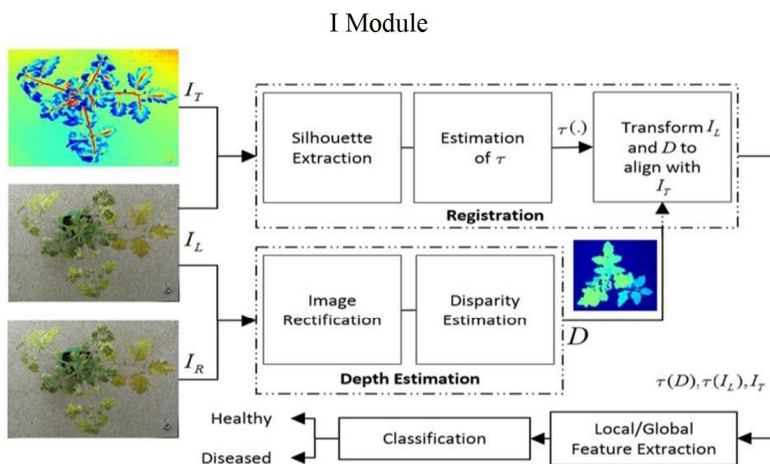 I Module
I_T
Silhouette
Extraction
Estimation
of τ
τ(.)
Transform I_L
and D to
align with
I_T
Registration
I_L
Image
Rectification
Disparity
Estimation
D
Depth Estimation
I_R
τ(D),τ(I_L),I_T
Healthy
Diseased
Classification
Local/Global
Feature Extraction